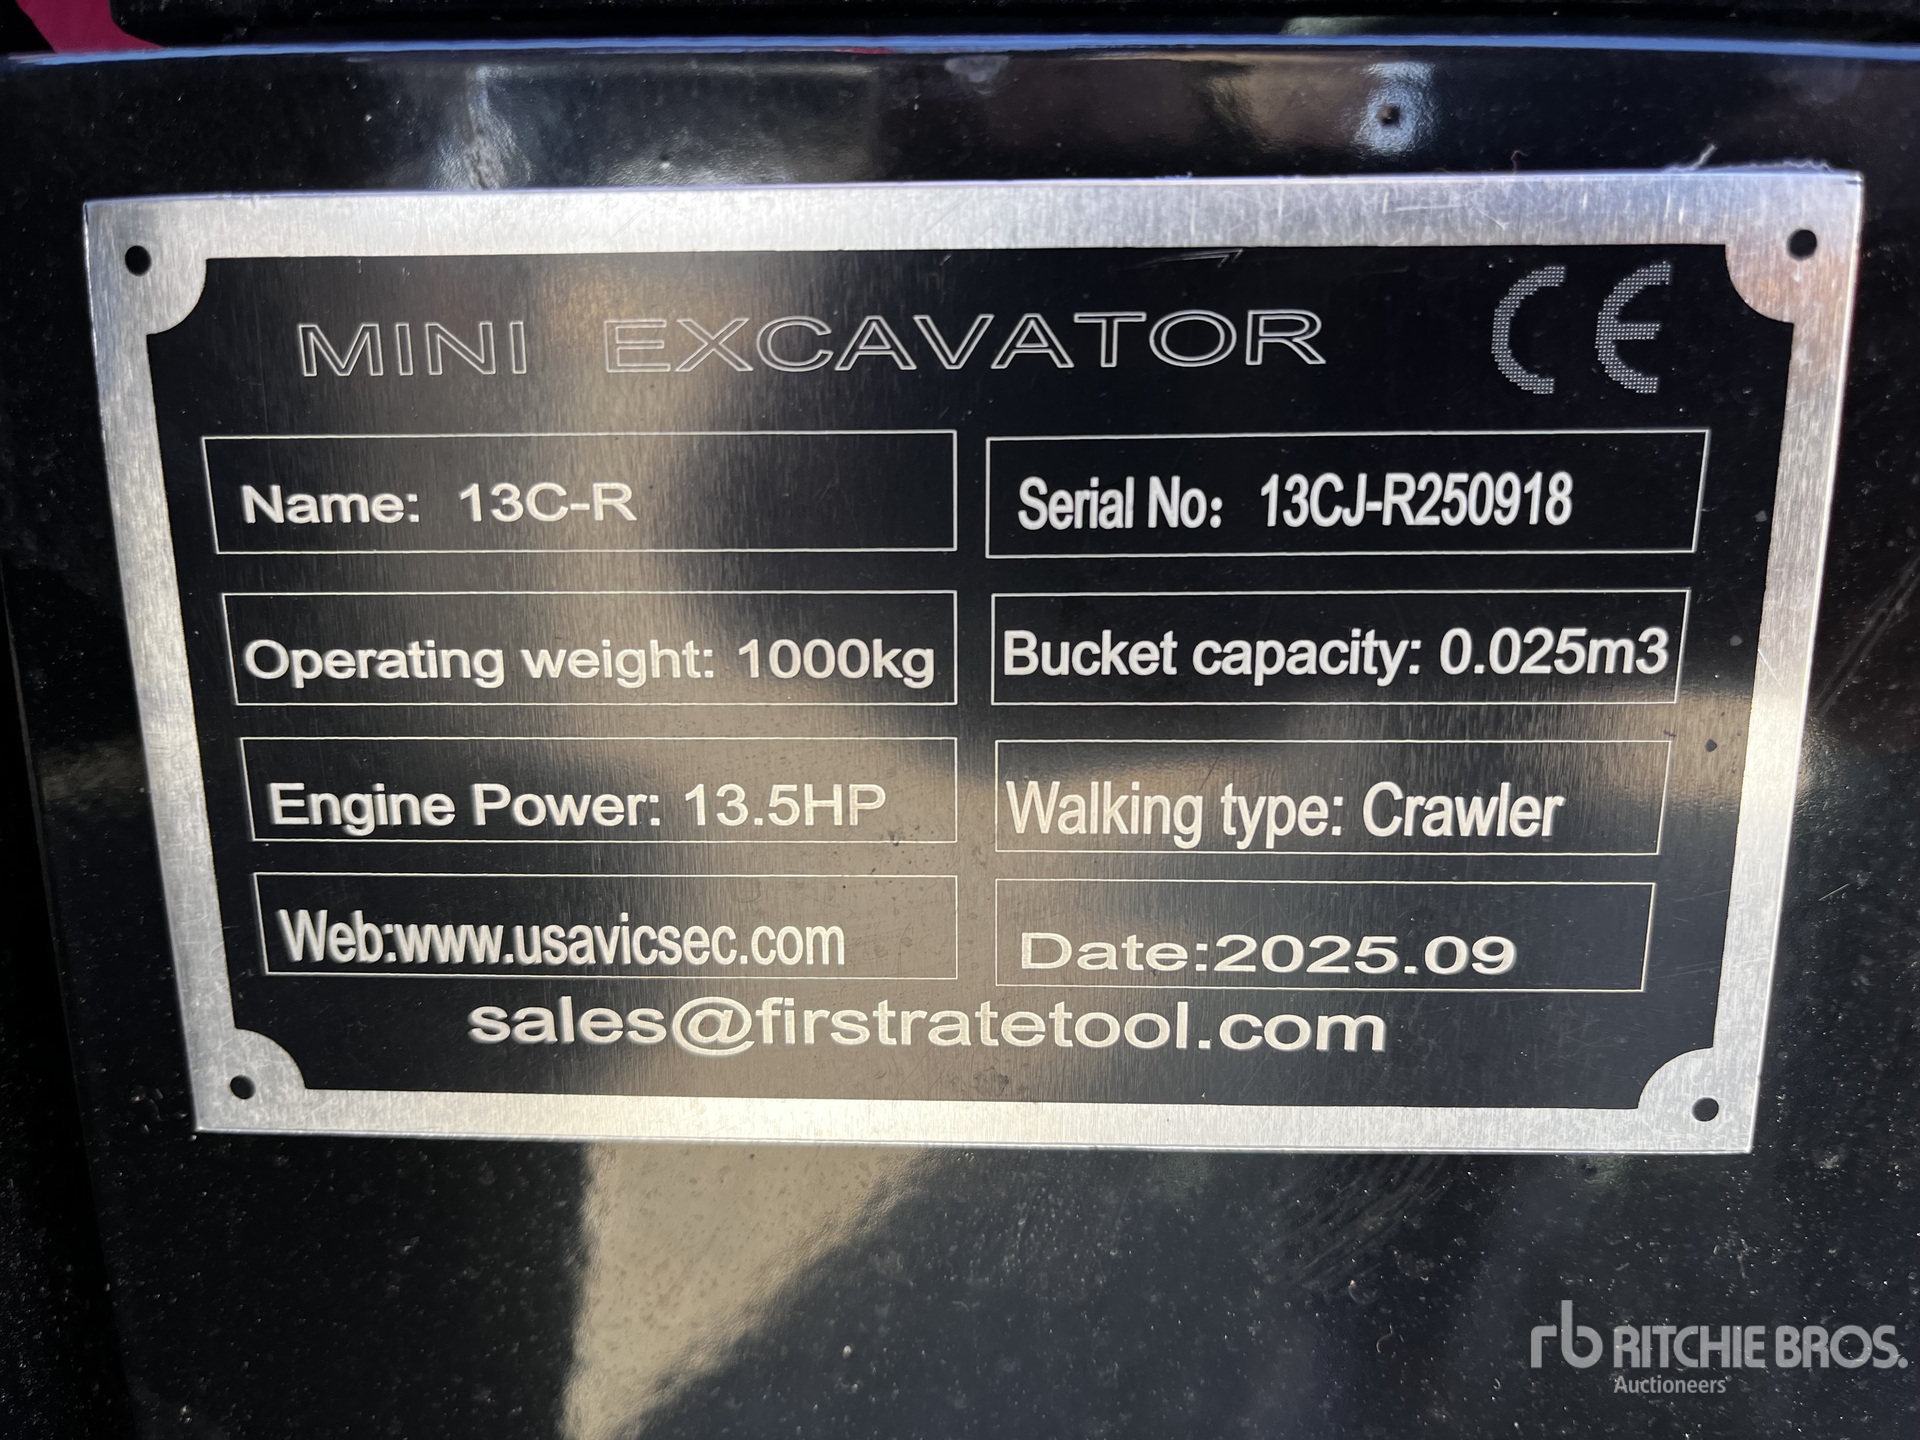 MINI EXCAVATOR CE
Name: 13C-R
Serial No: 13CJ-R250918
Operating weight: 1000kg
Bucket capacity: 0.025m3
Engine Power: 13.5HP
Walking type: Crawler
Web:www.usavicsec.com
Date:2025.09
sales@firstratetool.com
rb RITCHIE BROS.
Auctioneers